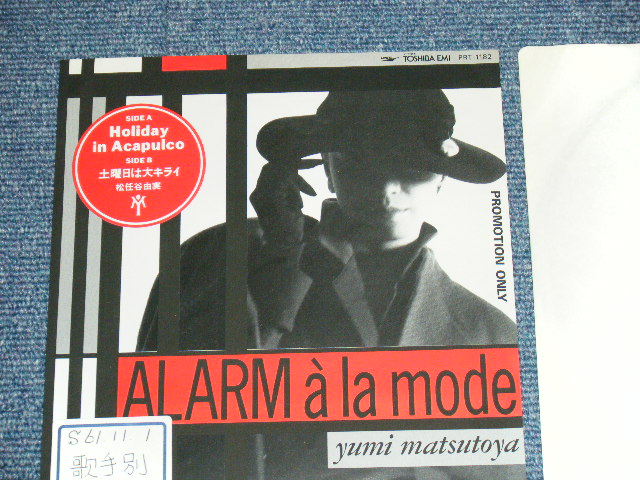 TOSHIBA EMI PRT-1182
SIDE A
Holiday
in Acapulco
SIDE B
土曜日は大キライ
松任谷由実
PROMOTION ONLY
ALARM à la mode
yumi matsutoya
S61.11.1
歌手別